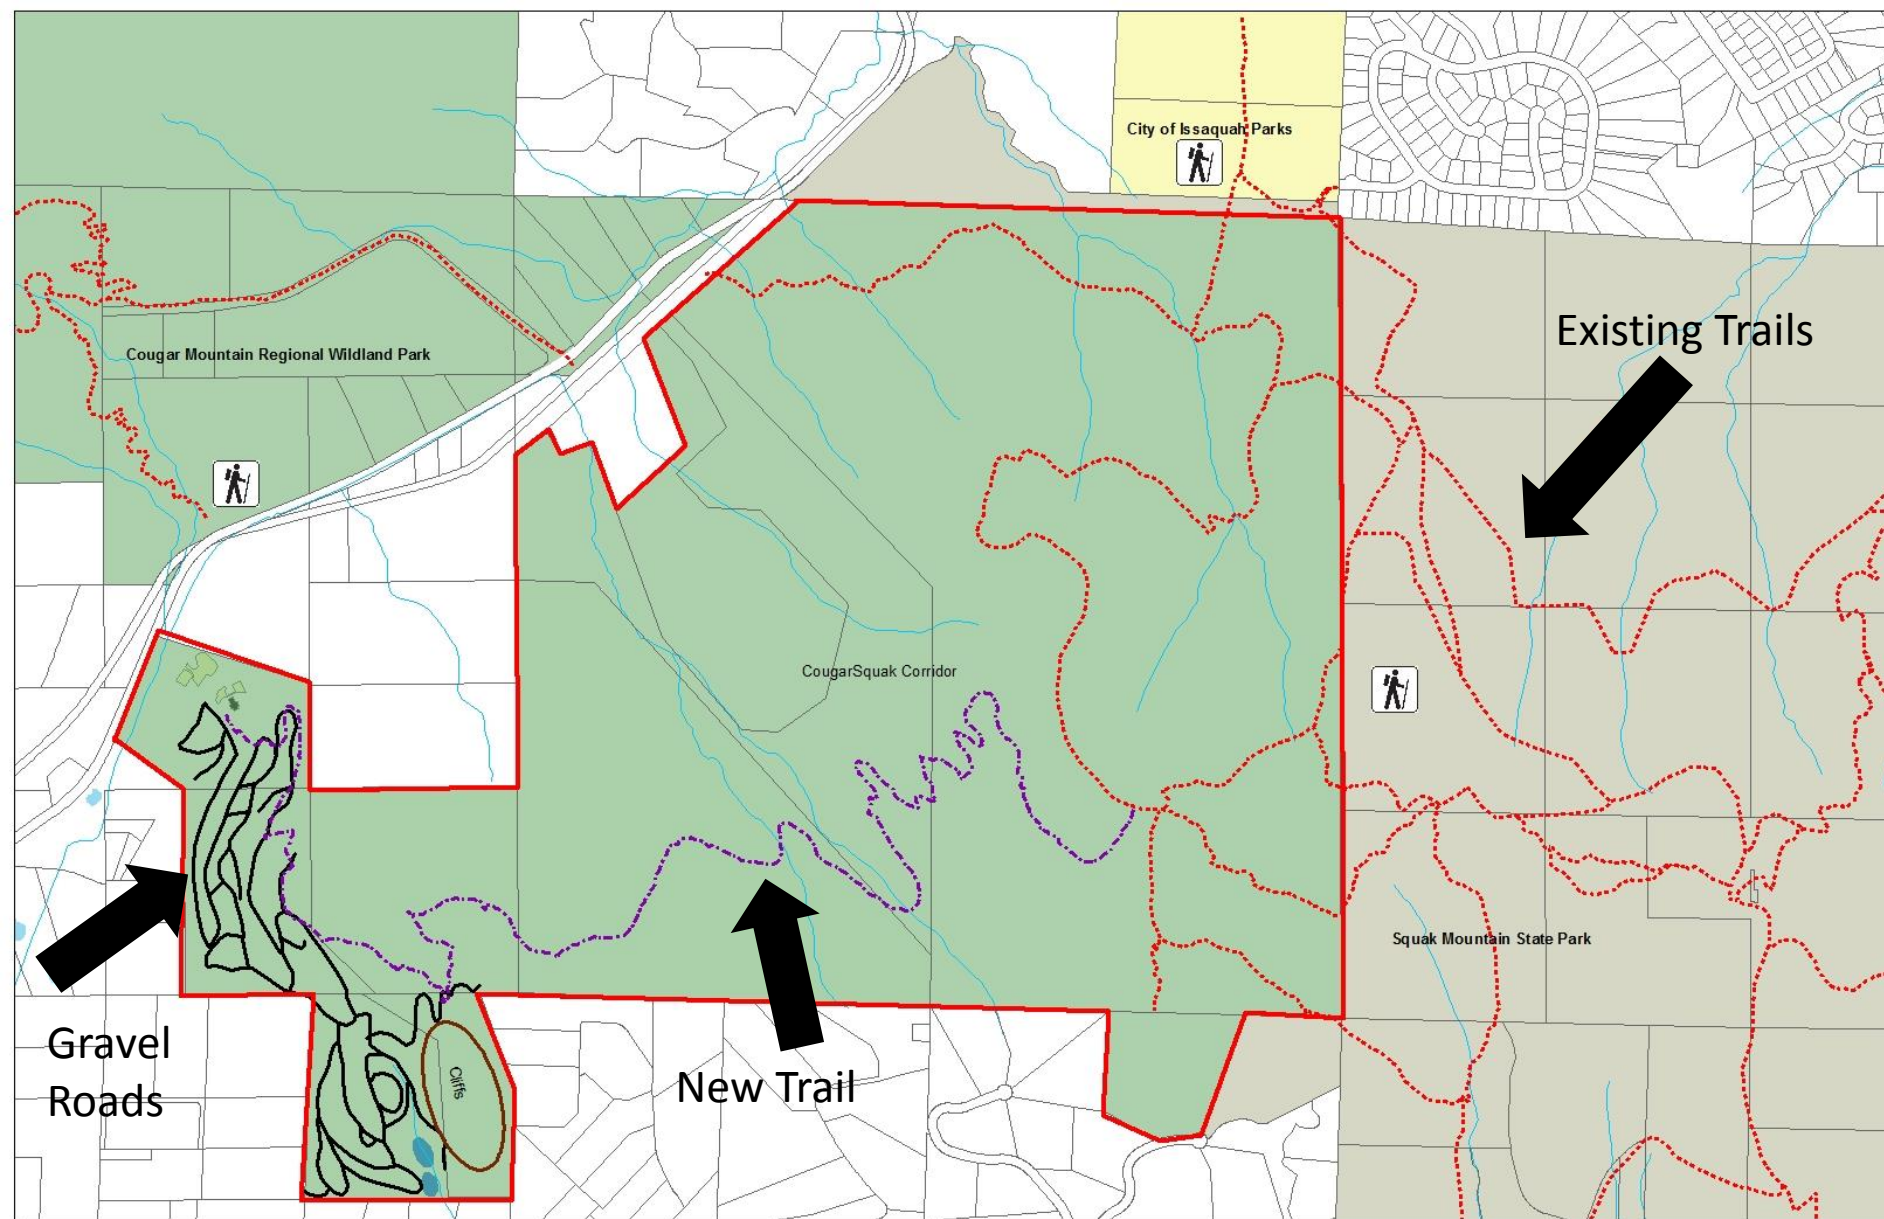 City of Issaquah Parks
Existing Trails
Cougar Mountain Regional Wildland Park
CougarSquak Corridor
Squak Mountain State Park
Gravel
Roads
Cliffs
New Trail